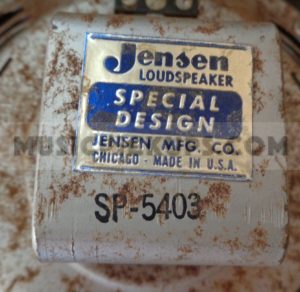 Jensen
LOUDSPEAKER
SPECIAL
DESIGN
JENSEN MFG. CO.
CHICAGO - MADE IN U.S.A.
SP-5403